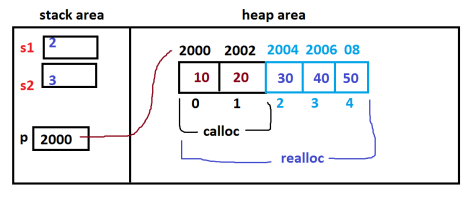 stack area heap area
s1 2
s2 3
2000 2002 2004 2006 08
10 20 30 40 50
0 1 2 3 4
p 2000
calloc
realloc